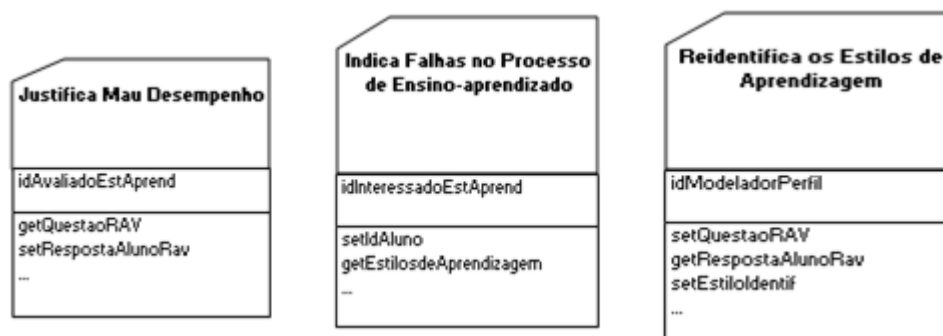 Justifica Mau Desempenho
idAvaliadoEstAprend
getQuestaoRAV
setRespostaAlunoRav
...
Indica Falhas no Processo
de Ensino-aprendizado
idInteressadoEstAprend
setIdAluno
getEstilosdeAprendizagem
...
Reidentifica os Estilos de
Aprendizagem
idModeladorPerfil
setQuestaoRAV
getRespostaAlunoRav
setEstiloIdentif
...